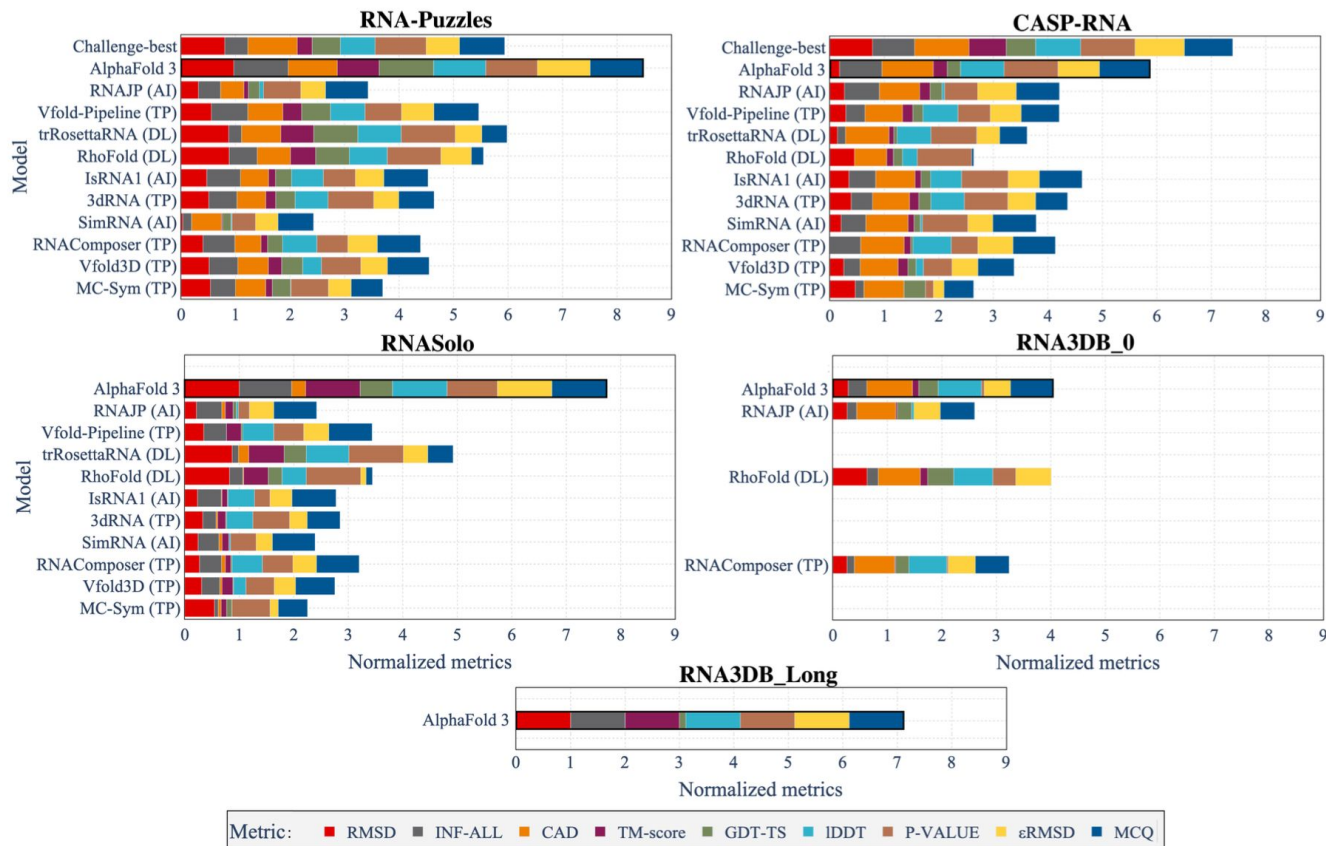 RNA-Puzzles
Model
Challenge-best
AlphaFold 3
RNAJP (AI)
Vfold-Pipeline (TP)
trRosettaRNA (DL)
RhoFold (DL)
IsRNA1 (AI)
3dRNA (TP)
SimRNA (AI)
RNAComposer (TP)
Vfold3D (TP)
MC-Sym (TP)
0 1 2 3 4 5 6 7 8 9
CASP-RNA
Challenge-best
AlphaFold 3
RNAJP (AI)
Vfold-Pipeline (TP)
trRosettaRNA (DL)
RhoFold (DL)
IsRNA1 (AI)
3dRNA (TP)
SimRNA (AI)
RNAComposer (TP)
Vfold3D (TP)
MC-Sym (TP)
0 1 2 3 4 5 6 7 8 9
RNASolo
Model
AlphaFold 3
RNAJP (AI)
Vfold-Pipeline (TP)
trRosettaRNA (DL)
RhoFold (DL)
IsRNA1 (AI)
3dRNA (TP)
SimRNA (AI)
RNAComposer (TP)
Vfold3D (TP)
MC-Sym (TP)
0 1 2 3 4 5 6 7 8 9
Normalized metrics
RNA3DB_0
AlphaFold 3
RNAJP (AI)
RhoFold (DL)
RNAComposer (TP)
0 1 2 3 4 5 6 7 8 9
Normalized metrics
RNA3DB_Long
AlphaFold 3
0 1 2 3 4 5 6 7 8 9
Normalized metrics
Metric: RMSD INF-ALL CAD TM-score GDT-TS lDDT P-VALUE εRMSD MCQ